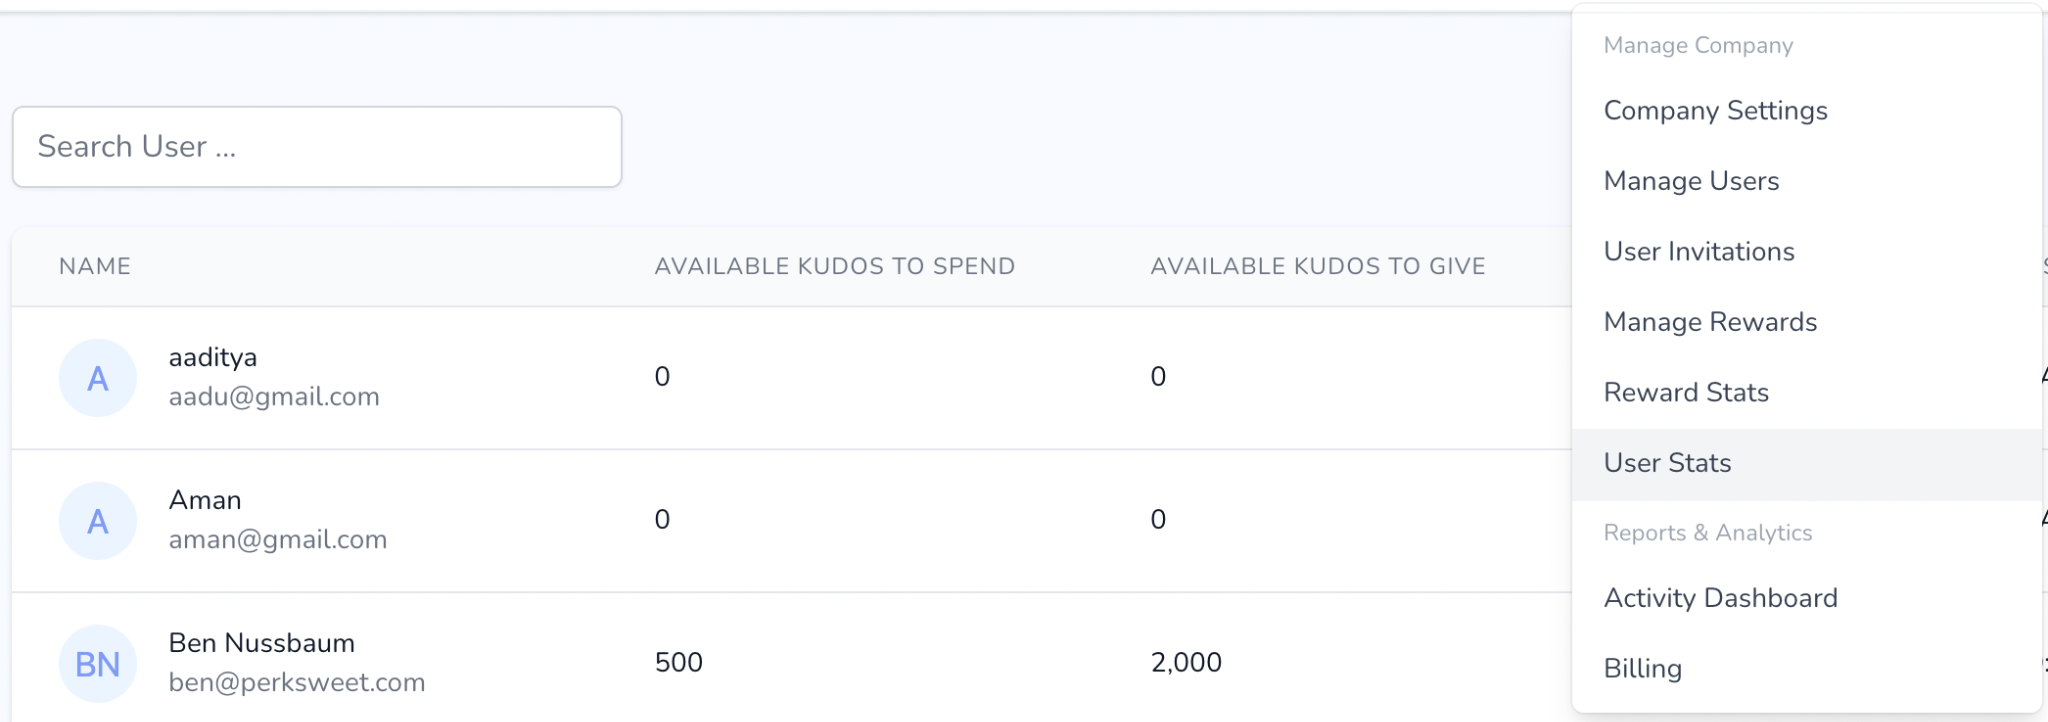 Manage Company
Company Settings
Manage Users
User Invitations
Manage Rewards
Reward Stats
User Stats
Reports & Analytics
Activity Dashboard
Billing
Search User ...
NAME AVAILABLE KUDOS TO SPEND AVAILABLE KUDOS TO GIVE
A aaditya
aadu@gmail.com 0 0
A Aman
aman@gmail.com 0 0
BN Ben Nussbaum
ben@perksweet.com 500 2,000